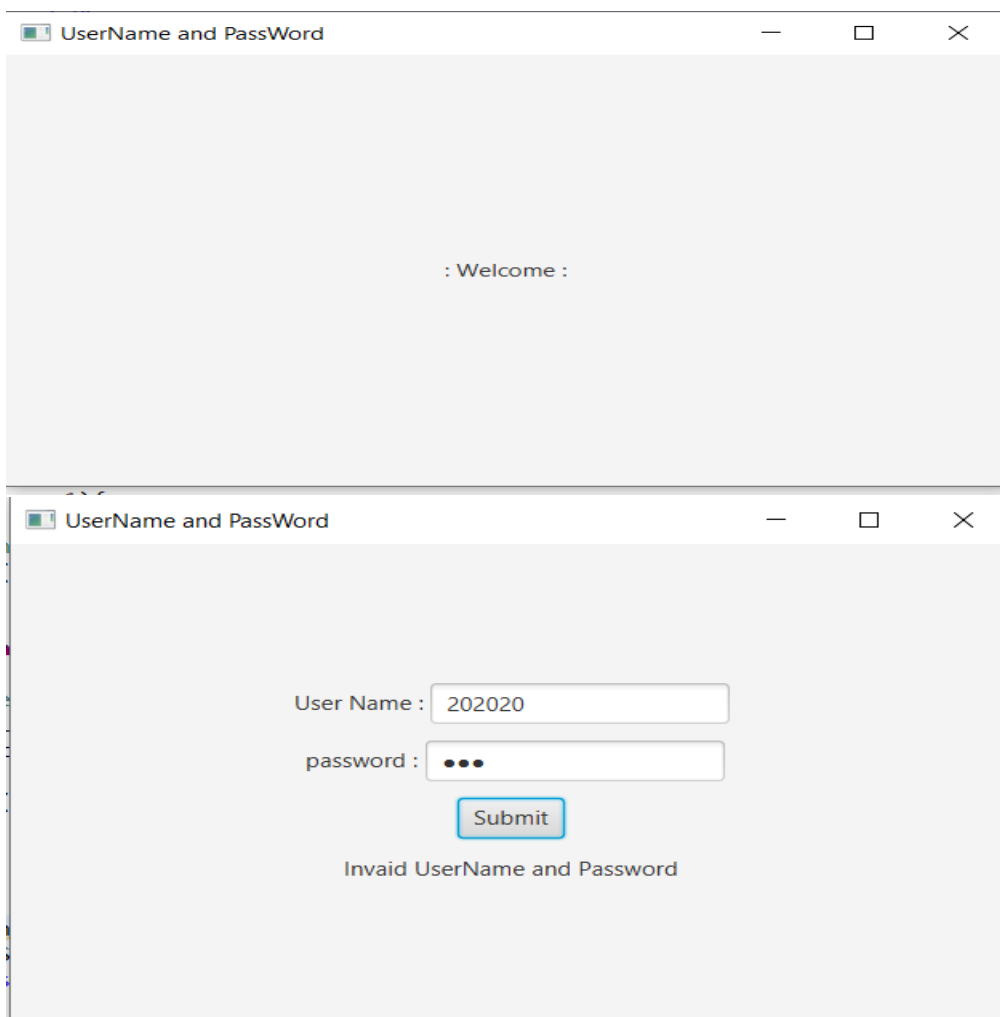 UserName and PassWord
: Welcome :
UserName and PassWord
User Name : 202020
password : •••
Submit
Invaid UserName and Password